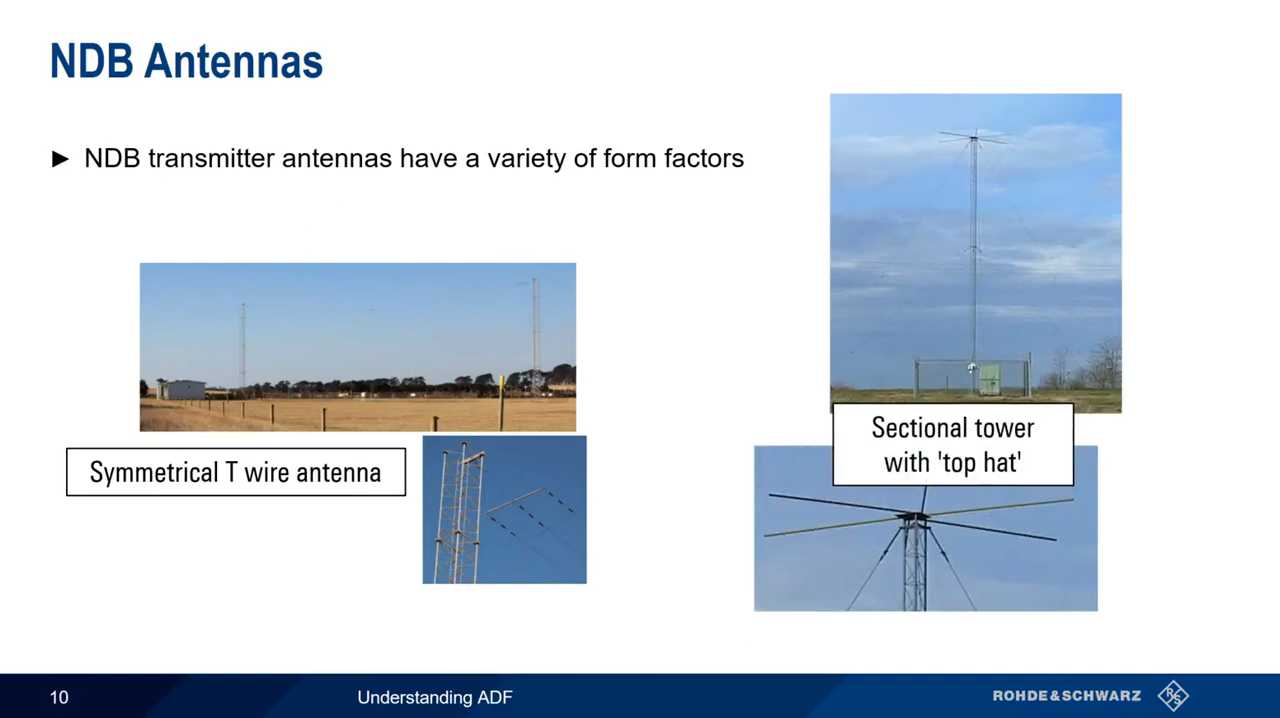 NDB Antennas
► NDB transmitter antennas have a variety of form factors
Symmetrical T wire antenna
Sectional tower
with 'top hat'
10
Understanding ADF
ROHDE&SCHWARZ
R S